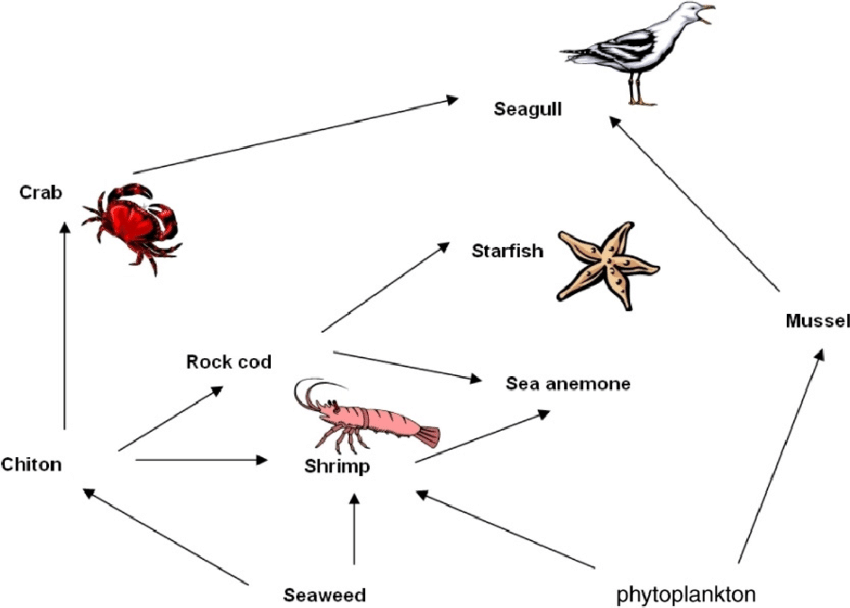 Seagull
Crab
Starfish
Mussel
Rock cod
Sea anemone
Chiton
Shrimp
Seaweed
phytoplankton